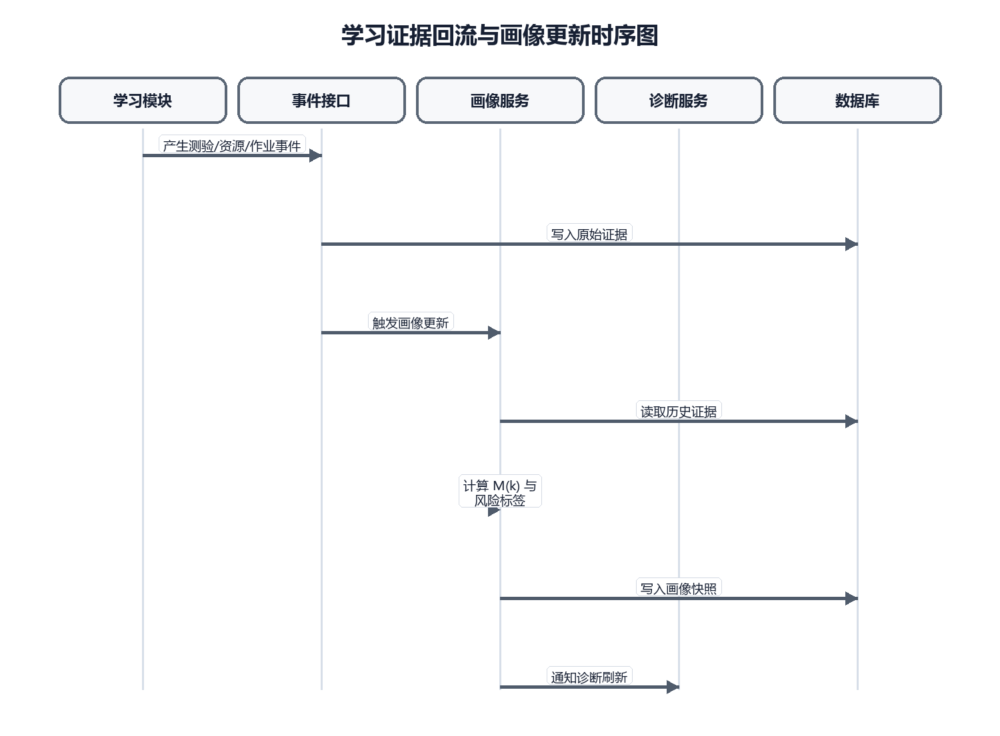 学习证据回流与画像更新时序图
学习模块
事件接口
画像服务
诊断服务
数据库
产生测验/资源/作业事件
写入原始证据
触发画像更新
读取历史证据
计算 M(k) 与
风险标签
写入画像快照
通知诊断刷新